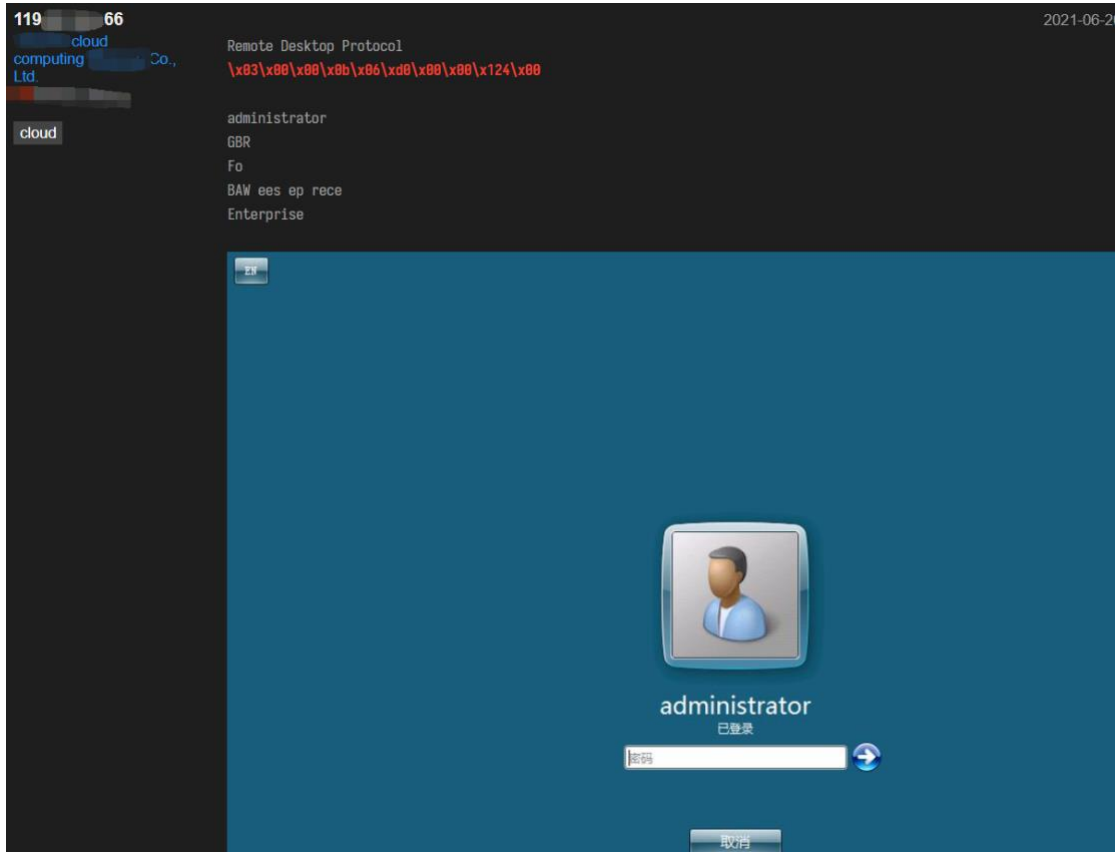 119 66
2021-06-20
cloud
computing Co.,
Ltd.
cloud
Remote Desktop Protocol
\x03\x00\x00\x0b\x06\xd0\x00\x00\x124\x00
administrator
GBR
Fo
BAW ees ep rece
Enterprise
EN
administrator
已登录
密码
取消